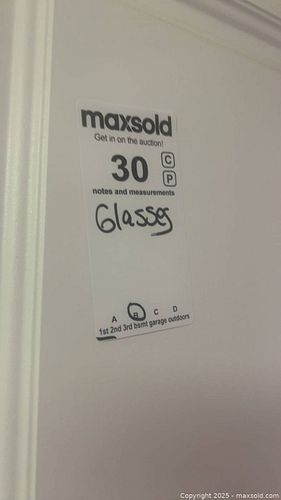 maxsold
Get in on the auction!
30 C
P
notes and measurements
Glasses
A B C D
1st 2nd 3rd bsmt garage outdoors
Copyright 2025 - maxsold.com